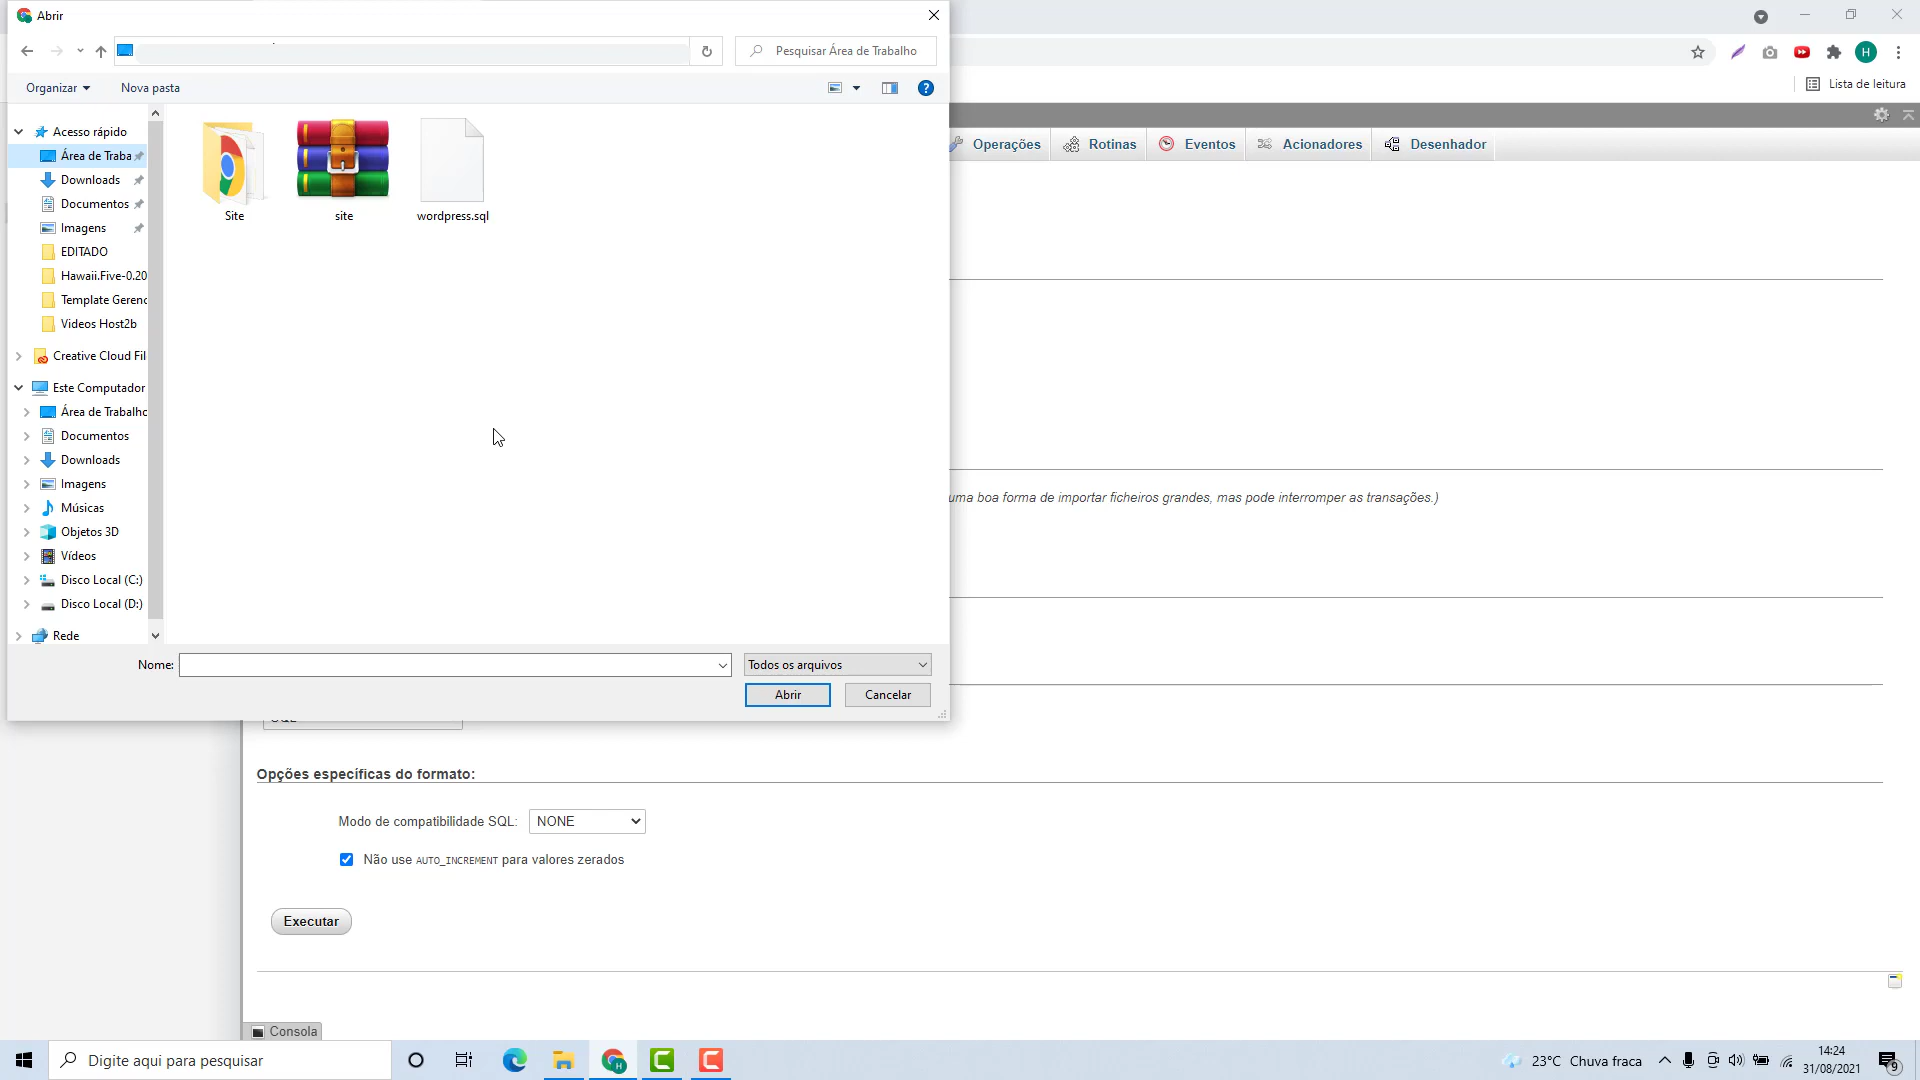 Abrir
Pesquisar Área de Trabalho
Organizar
Nova pasta
Acesso rápido
Área de Traba
Downloads
Documentos
Imagens
EDITADO
Hawaii.Five-0.20
Template Gerenc
Videos Host2b
Creative Cloud Fil
Este Computador
Área de Trabalho
Documentos
Downloads
Imagens
Músicas
Objetos 3D
Vídeos
Disco Local (C:)
Disco Local (D:)
Rede
Site
site
wordpress.sql
Nome:
Todos os arquivos
Abrir
Cancelar
H
Lista de leitura
Operações
Rotinas
Eventos
Acionadores
Desenhador
uma boa forma de importar ficheiros grandes, mas pode interromper as transações.)
Opções específicas do formato:
Modo de compatibilidade SQL:
NONE
Não use AUTO_INCREMENT para valores zerados
Executar
Consola
Digite aqui para pesquisar
23°C Chuva fraca
14:24
31/08/2021
9